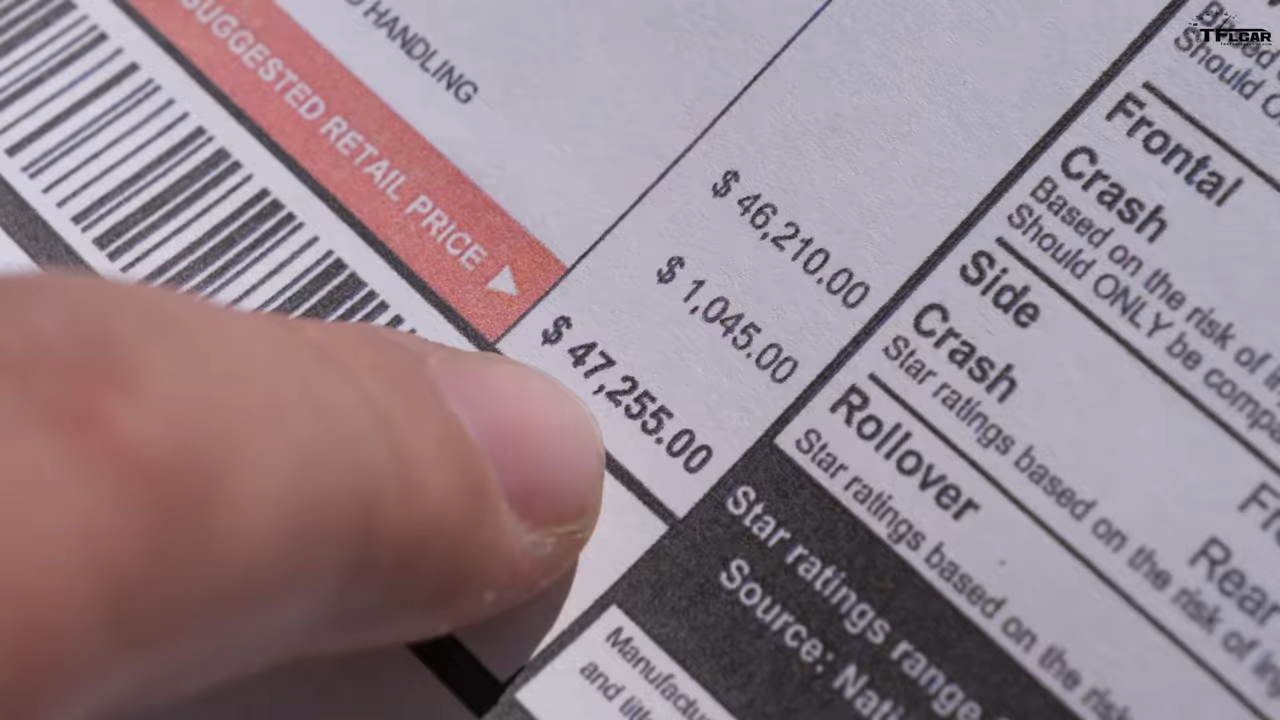 TFLCAR
HANDLING
SUGGESTED RETAIL PRICE
$ 46,210.00
$ 1,045.00
$ 47,255.00
Should
Frontal
Crash
Based on the risk of
Should ONLY be
Side
Crash
Star ratings based on the risk of
Rollover
Star ratings based on the risk
Rear
Star ratings range
Source:
and